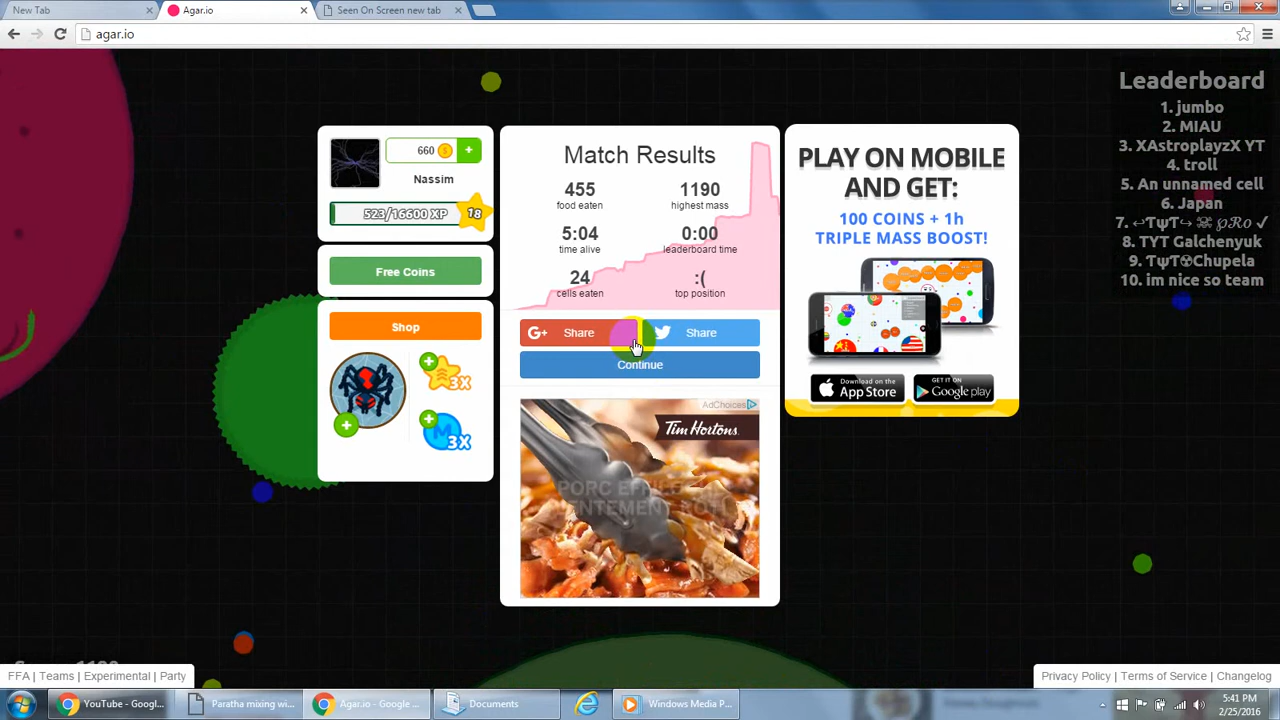 New Tab
Agar.io
Seen On Screen new tab
agar.io
660
Nassim
523/16600 XP
18
Free Coins
Shop
3X
M
3X
Match Results
455
food eaten
1190
highest mass
5:04
time alive
0:00
leaderboard time
24
cells eaten
:(
top position
G+ Share
Share
Continue
AdChoices
Tim Hortons
PLAY ON MOBILE
AND GET:
100 COINS + 1h
TRIPLE MASS BOOST!
Download on the
App Store
GET IT ON
Google play
Leaderboard
1. jumbo
2. MIAU
3. XAstroplayzX YT
4. troll
5. An unnamed cell
6. Japan
7. ↩ƬψƬ↪ ☠ ℘Ro ✓
8. TYT Galchenyuk
9. ƬψƬ☢Chupela
10. im nice so team
FFA | Teams | Experimental | Party
Privacy Policy | Terms of Service | Changelog
YouTube - Googl...
Paratha mixing wi...
Agar.io - Google ...
Documents
Windows Media P...
5:41 PM
2/25/2016